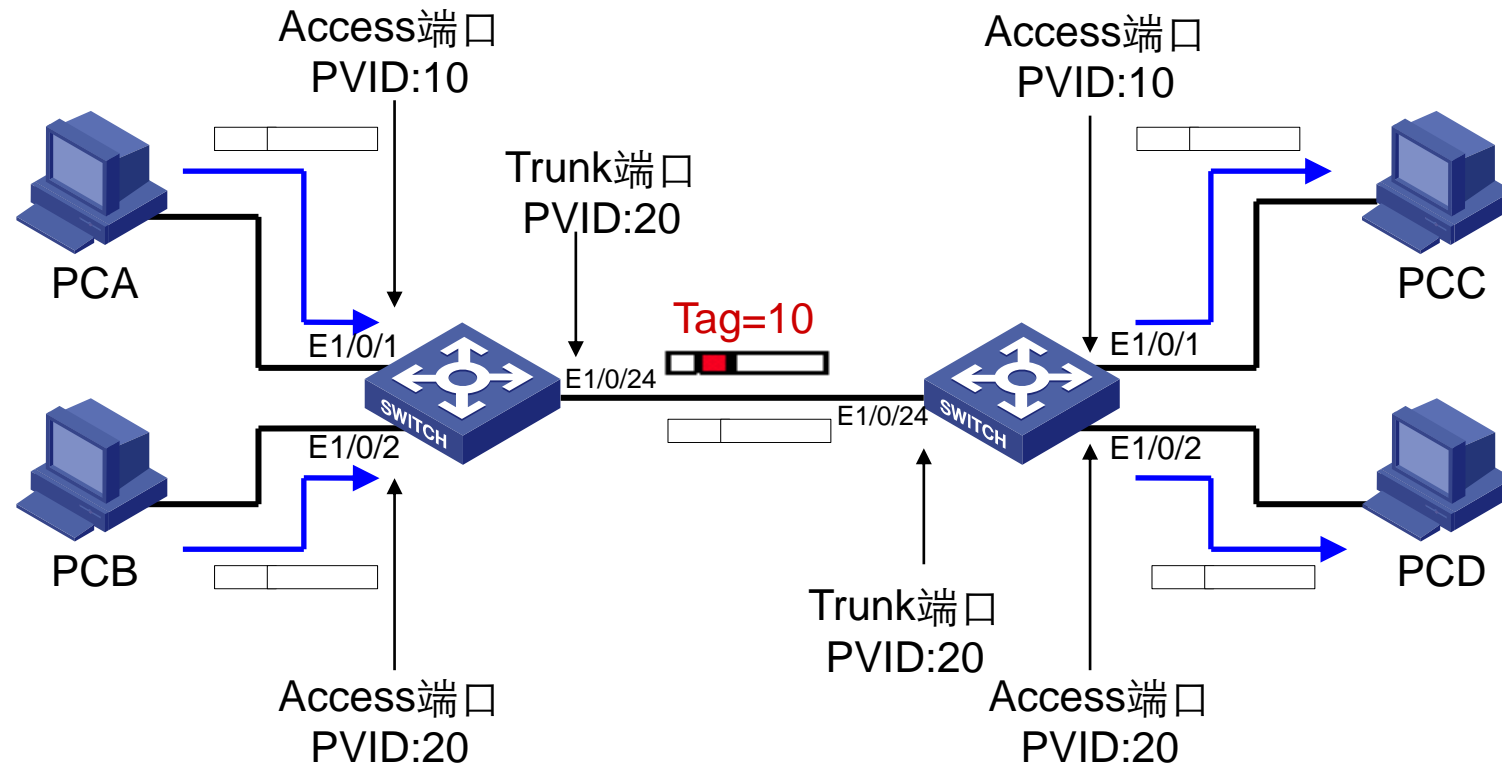 Access端口
PVID:10
Access端口
PVID:10
Trunk端口
PVID:20
PCA
PCC
Tag=10
E1/0/1
E1/0/1
E1/0/24
E1/0/24
SWITCH
SWITCH
E1/0/2
E1/0/2
PCB
PCD
Trunk端口
PVID:20
Access端口
PVID:20
Access端口
PVID:20